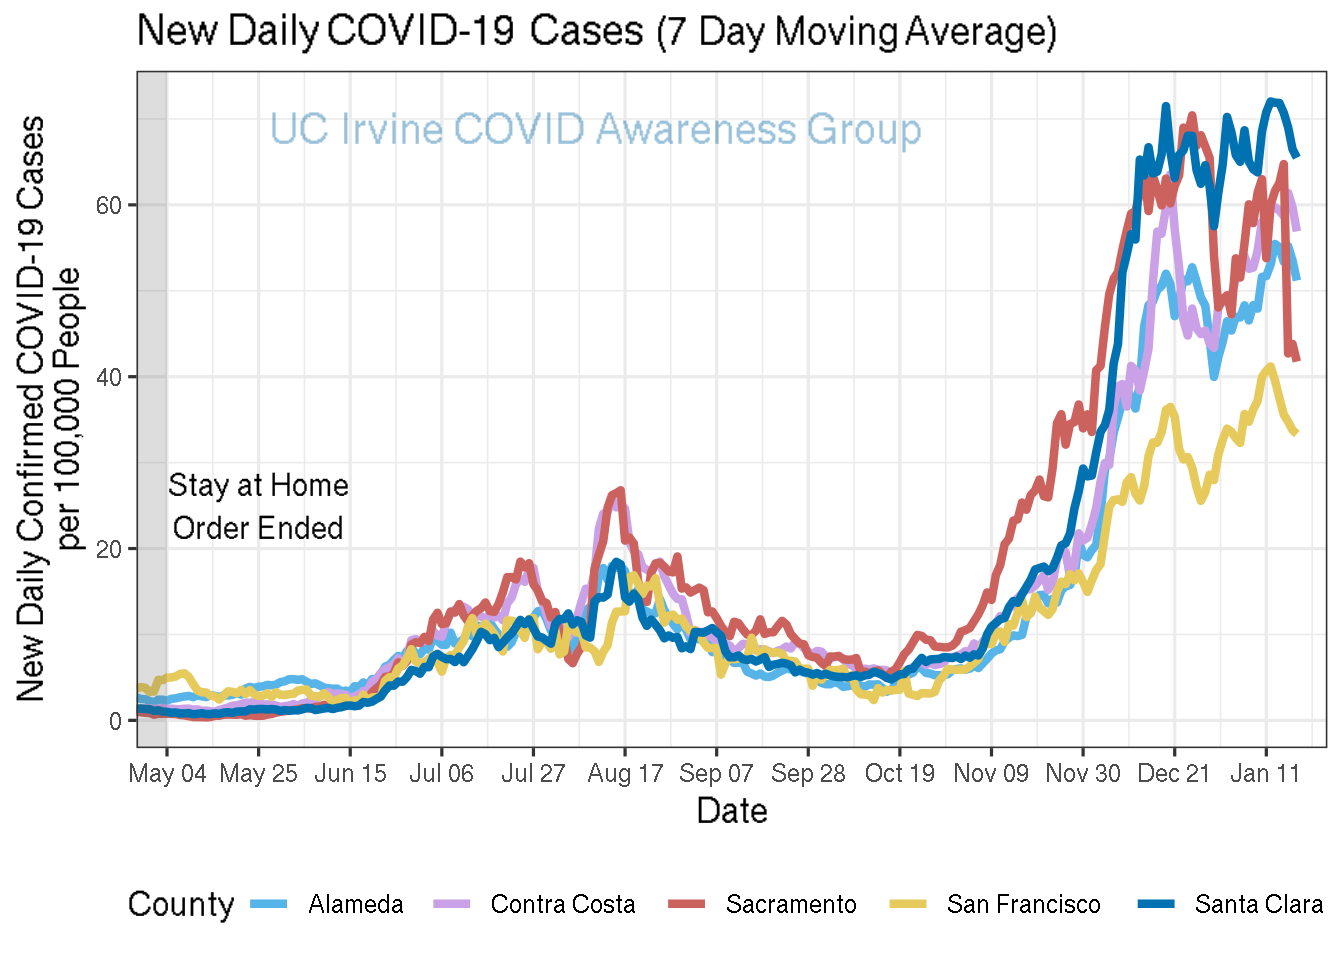 New Daily COVID-19 Cases (7 Day Moving Average)
UC Irvine COVID Awareness Group
New Daily Confirmed COVID-19 Cases
per 100,000 People
60
40
20
0
Stay at Home
Order Ended
May 04 May 25 Jun 15 Jul 06 Jul 27 Aug 17 Sep 07 Sep 28 Oct 19 Nov 09 Nov 30 Dec 21 Jan 11
Date
County Alameda Contra Costa Sacramento San Francisco Santa Clara